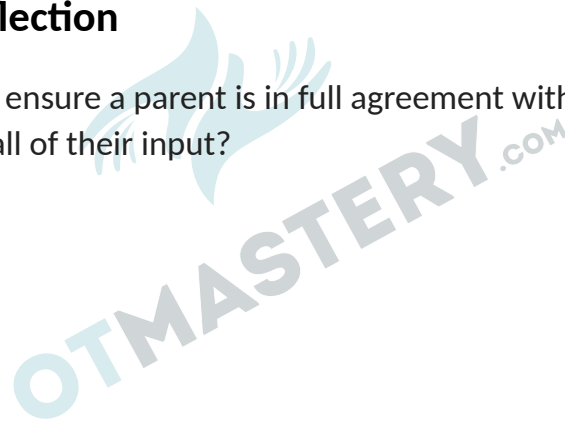 lection
ensure a parent is in full agreement with
all of their input?
OTMASTERY.COM